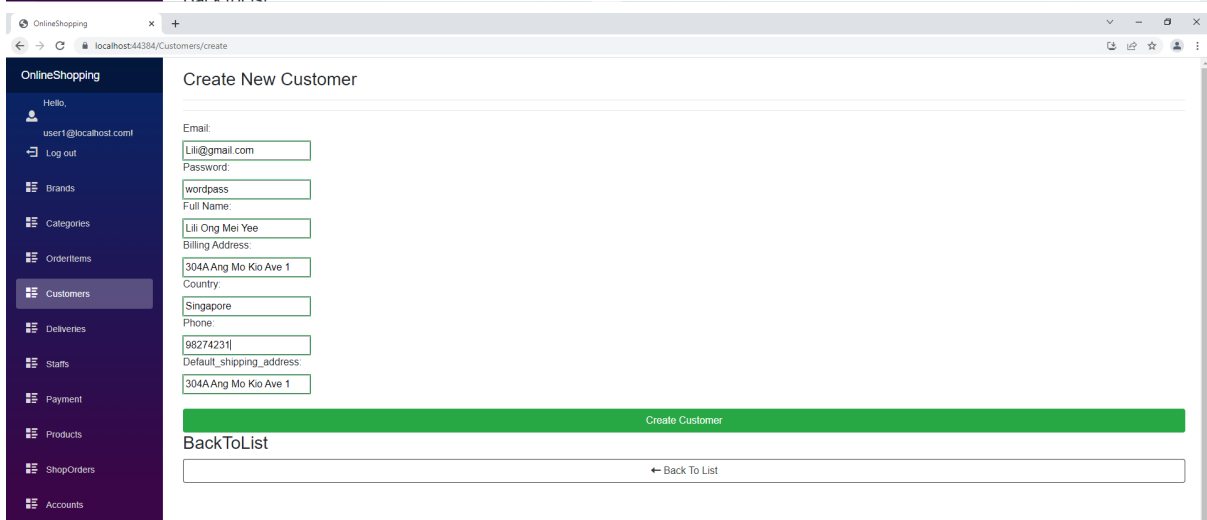 BackToList
OnlineShopping
localhost:44384/Customers/create
OnlineShopping
Hello,
user1@localhost.com!
Log out
Brands
Categories
OrderItems
Customers
Deliveries
Staffs
Payment
Products
ShopOrders
Accounts
Create New Customer
Email:
Lili@gmail.com
Password:
wordpass
Full Name:
Lili Ong Mei Yee
Billing Address:
304A Ang Mo Kio Ave 1
Country:
Singapore
Phone:
98274231
Default_shipping_address:
304A Ang Mo Kio Ave 1
Create Customer
BackToList
Back To List